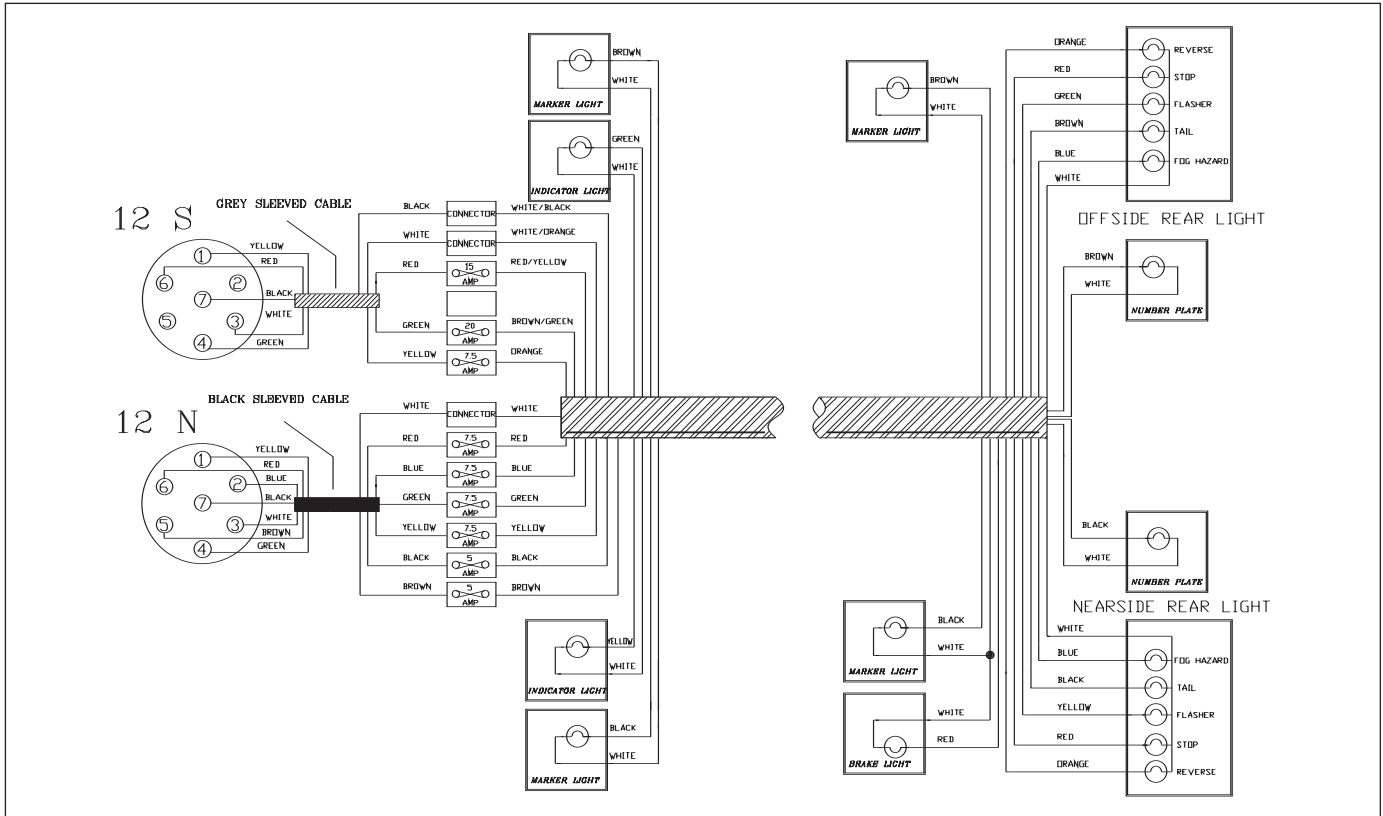 12 S
GREY SLEEVED CABLE
YELLOW
RED
BLACK
WHITE
GREEN
1
6
2
7
5
3
4
BLACK CONNECTOR WHITE/BLACK
WHITE CONNECTOR WHITE/ORANGE
RED 15 AMP RED/YELLOW
GREEN 20 AMP BROWN/GREEN
YELLOW 7.5 AMP ORANGE
12 N
BLACK SLEEVED CABLE
YELLOW
RED
BLUE
BLACK
WHITE
BROWN
GREEN
1
6
2
7
5
3
4
WHITE CONNECTOR WHITE
RED 7.5 AMP RED
BLUE 7.5 AMP BLUE
GREEN 7.5 AMP GREEN
YELLOW 7.5 AMP YELLOW
BLACK 5 AMP BLACK
BROWN 5 AMP BROWN
BROWN
WHITE
MARKER LIGHT
GREEN
WHITE
INDICATOR LIGHT
YELLOW
WHITE
INDICATOR LIGHT
BLACK
WHITE
MARKER LIGHT
BROWN
WHITE
MARKER LIGHT
BLACK
WHITE
MARKER LIGHT
WHITE
RED
BRAKE LIGHT
ORANGE REVERSE
RED STOP
GREEN FLASHER
BROWN TAIL
BLUE FOG HAZARD
WHITE
OFFSIDE REAR LIGHT
BROWN
WHITE
NUMBER PLATE
BLACK
WHITE
NUMBER PLATE
NEARSIDE REAR LIGHT
WHITE
BLUE FOG HAZARD
BLACK TAIL
YELLOW FLASHER
RED STOP
ORANGE REVERSE